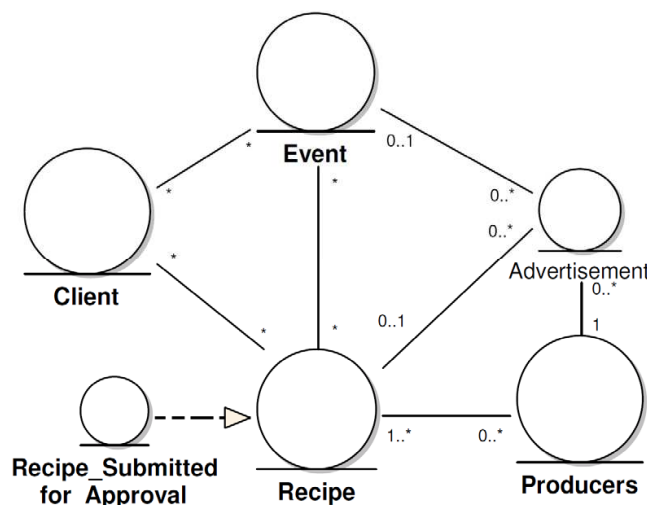 *
Event
0..1
*
*
0..*
0..*
Advertisement
*
Client
0..*
1
0..1
*
*
1..*
0..*
Recipe_Submitted
for_Approval
Recipe
Producers